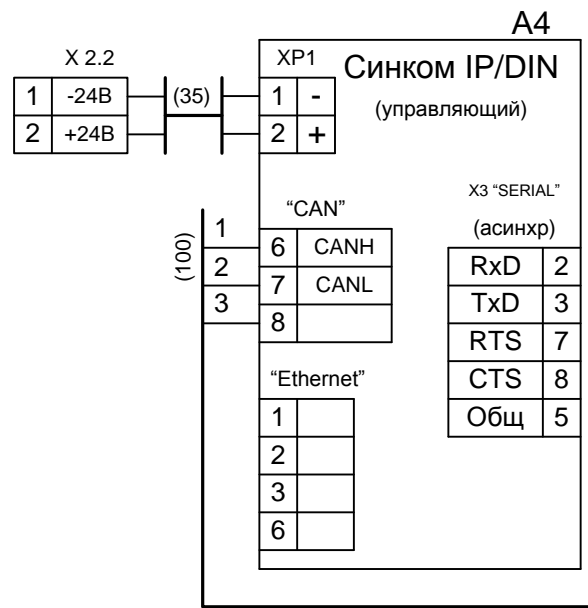 A4
X 2.2
1 -24В
2 +24В
(35)
XP1
1 -
2 +
Синком IP/DIN
(управляющий)
X3 “SERIAL”
(асинхр)
RxD 2
TxD 3
RTS 7
CTS 8
Общ 5
(100)
1
2
3
“CAN”
6 CANH
7 CANL
8
“Ethernet”
1
2
3
6